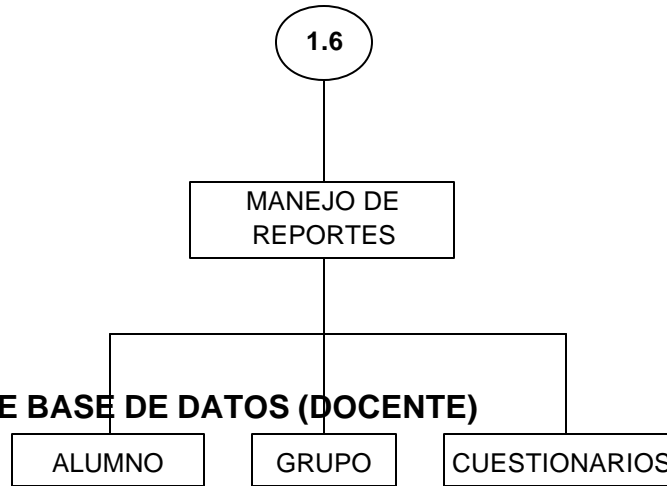 1.6
MANEJO DE
REPORTES
E BASE DE DATOS (DOCENTE)
ALUMNO
GRUPO
CUESTIONARIOS